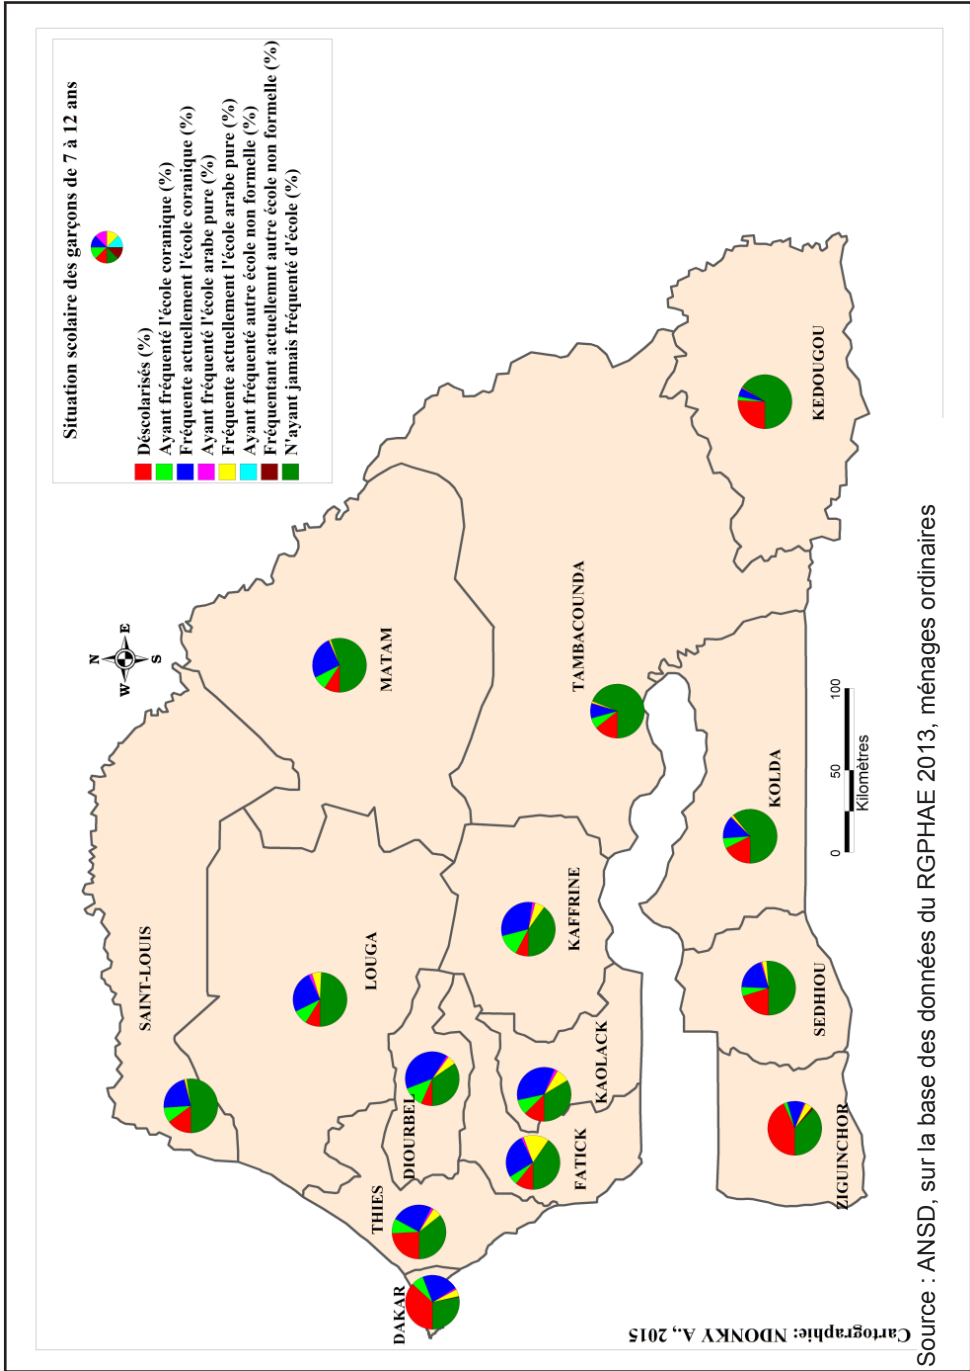 Situation scolaire des garçons de 7 à 12 ans
Déscolarisés (%)
Ayant fréquenté l'école coranique (%)
Fréquente actuellement l'école coranique (%)
Ayant fréquenté l'école arabe pure (%)
Fréquente actuellement l'école arabe pure (%)
Ayant fréquenté autre école non formelle (%)
Fréquentant actuellemnt autre école non formelle (%)
N'ayant jamais fréquenté d'école (%)
N
W
E
S
SAINT-LOUIS
MATAM
LOUGA
DIOURBEL
THIES
DAKAR
KAFFRINE
KAOLACK
FATICK
TAMBACOUNDA
KEDOUGOU
KOLDA
SEDHIOU
ZIGUINCHOR
0 50 100
Kilomètres
Cartographie: NDONKY A., 2015
Source : ANSD, sur la base des données du RGPHAE 2013, ménages ordinaires